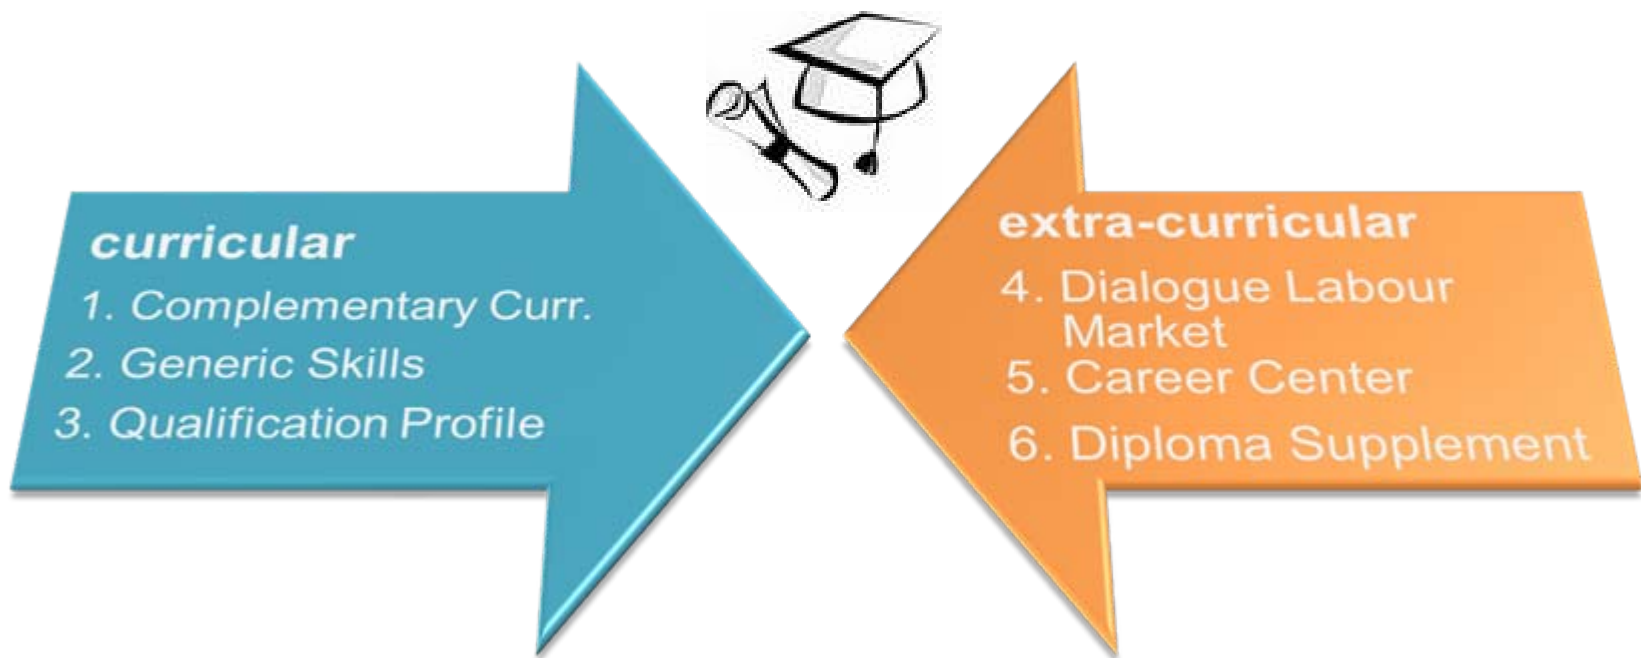 curricular
1. Complementary Curr.
2. Generic Skills
3. Qualification Profile
extra-curricular
4. Dialogue Labour
Market
5. Career Center
6. Diploma Supplement